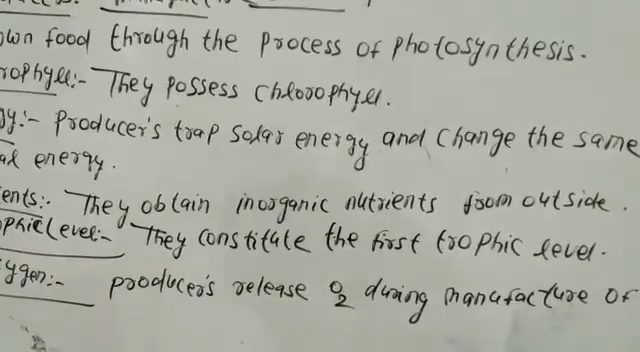 own food through the process of photosynthesis.
rophyll:- They possess chlorophyll.
gy:- producer's trap solar energy and change the same
al energy.
ents:- They obtain inorganic nutrients from outside.
ophic Level:- They constitute the first trophic level.
ygen:- producer's release O2 during manufacture of